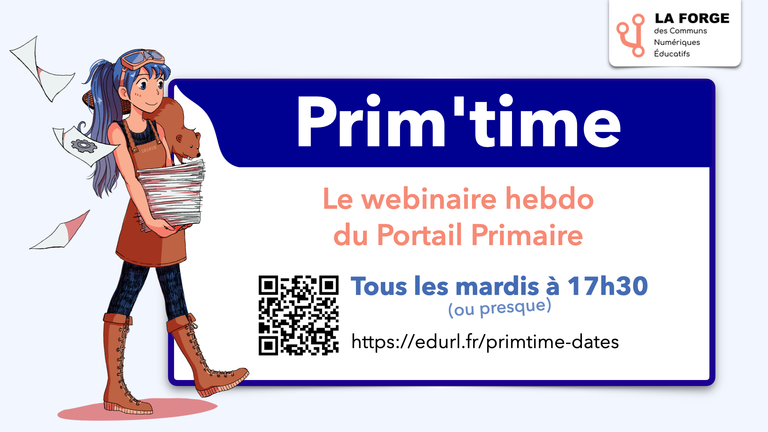 LA FORGE
des Communs
Numériques
Éducatifs
Prim'time
Le webinaire hebdo
du Portail Primaire
Tous les mardis à 17h30
(ou presque)
https://edurl.fr/primtime-dates